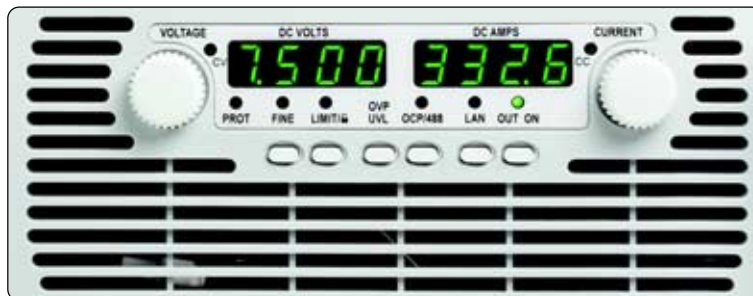 VOLTAGE DC VOLTS DC AMPS CURRENT
CV 7.500 332.6 CC
PROT FINE LIMIT/ OVP UVL OCP/488 LAN OUT ON